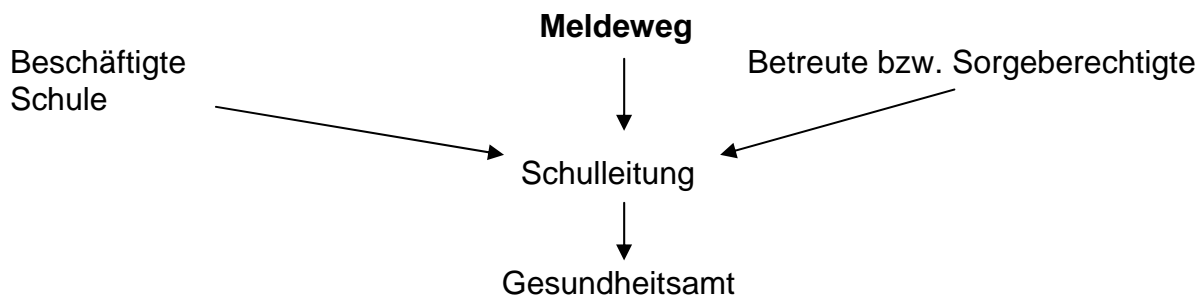 Meldeweg
Beschäftigte
Schule
Betreute bzw. Sorgeberechtigte
Schulleitung
Gesundheitsamt